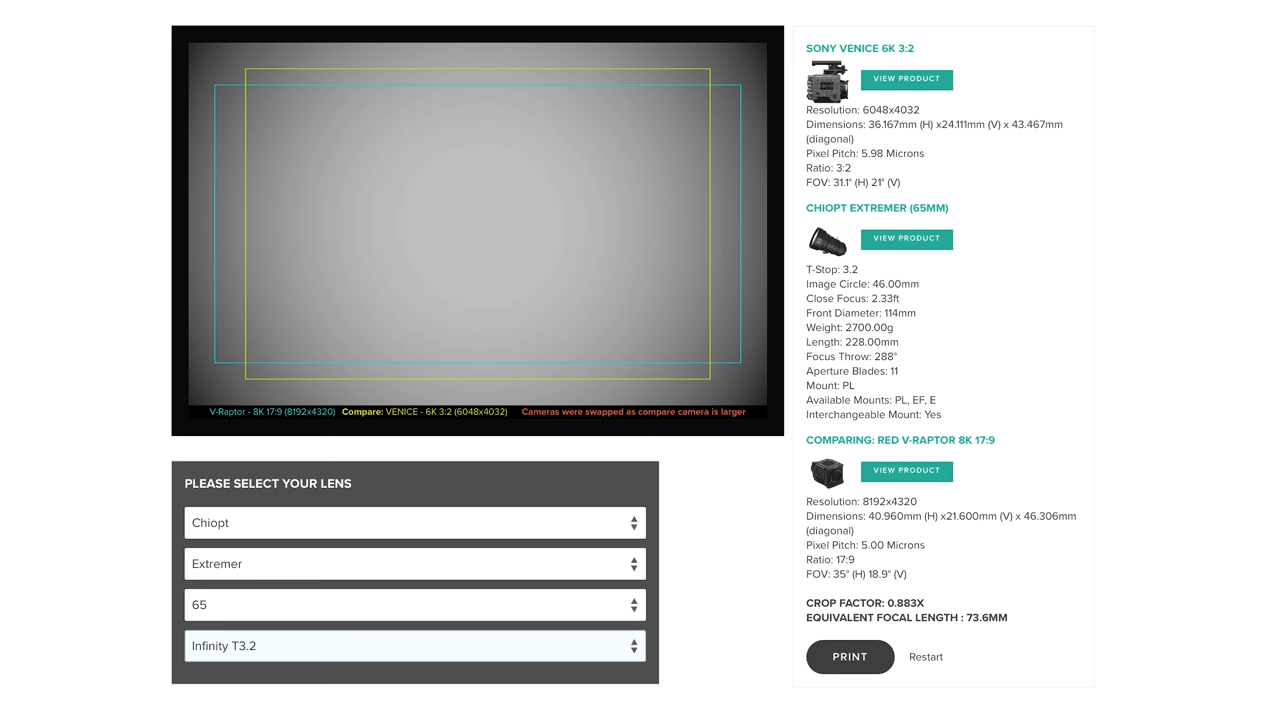 V-Raptor - 8K 17:9 (8192x4320) Compare: VENICE - 6K 3:2 (6048x4032) Cameras were swapped as compare camera is larger
PLEASE SELECT YOUR LENS
Chiopt
Extremer
65
Infinity T3.2
SONY VENICE 6K 3:2
VIEW PRODUCT
Resolution: 6048x4032
Dimensions: 36.167mm (H) x24.111mm (V) x 43.467mm
(diagonal)
Pixel Pitch: 5.98 Microns
Ratio: 3:2
FOV: 31.1° (H) 21° (V)
CHIOPT EXTREMER (65MM)
VIEW PRODUCT
T-Stop: 3.2
Image Circle: 46.00mm
Close Focus: 2.33ft
Front Diameter: 114mm
Weight: 2700.00g
Length: 228.00mm
Focus Throw: 288°
Aperture Blades: 11
Mount: PL
Available Mounts: PL, EF, E
Interchangeable Mount: Yes
COMPARING: RED V-RAPTOR 8K 17:9
VIEW PRODUCT
Resolution: 8192x4320
Dimensions: 40.960mm (H) x21.600mm (V) x 46.306mm
(diagonal)
Pixel Pitch: 5.00 Microns
Ratio: 17:9
FOV: 35° (H) 18.9° (V)
CROP FACTOR: 0.883X
EQUIVALENT FOCAL LENGTH : 73.6MM
PRINT Restart